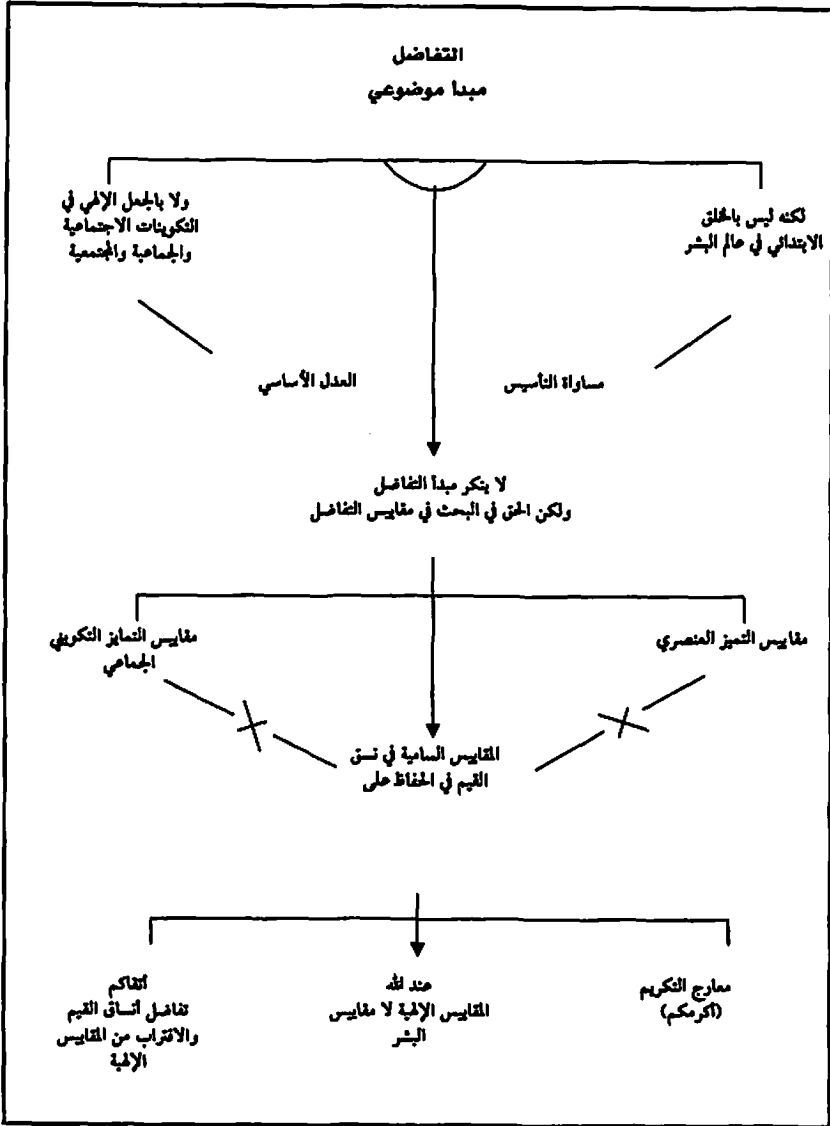 التفاضل
مبدا موضوعي
لكنه ليس بالخلق
الابتدائي في عالم البشر
ولا بالجعل الإلهي في
التكوينات الاجتماعية
والجماعية والمجتمعية
مساواة التأسيس
العدل الأساسي
لا ينكر مبدأ التفاضل
ولكن الحق في البحث في مقاييس التفاضل
مقاييس التميز العنصري
مقاييس التمايز التكويني
الجماعي
المقاييس السامية في نسق
القيم في الحفاظ على
معارج التكريم
(أكرمكم)
عند الله
المقاييس الإلهية لا مقاييس
البشر
أتقاكم
تفاضل أنساق القيم
والاقتراب من المقاييس
الإلهية